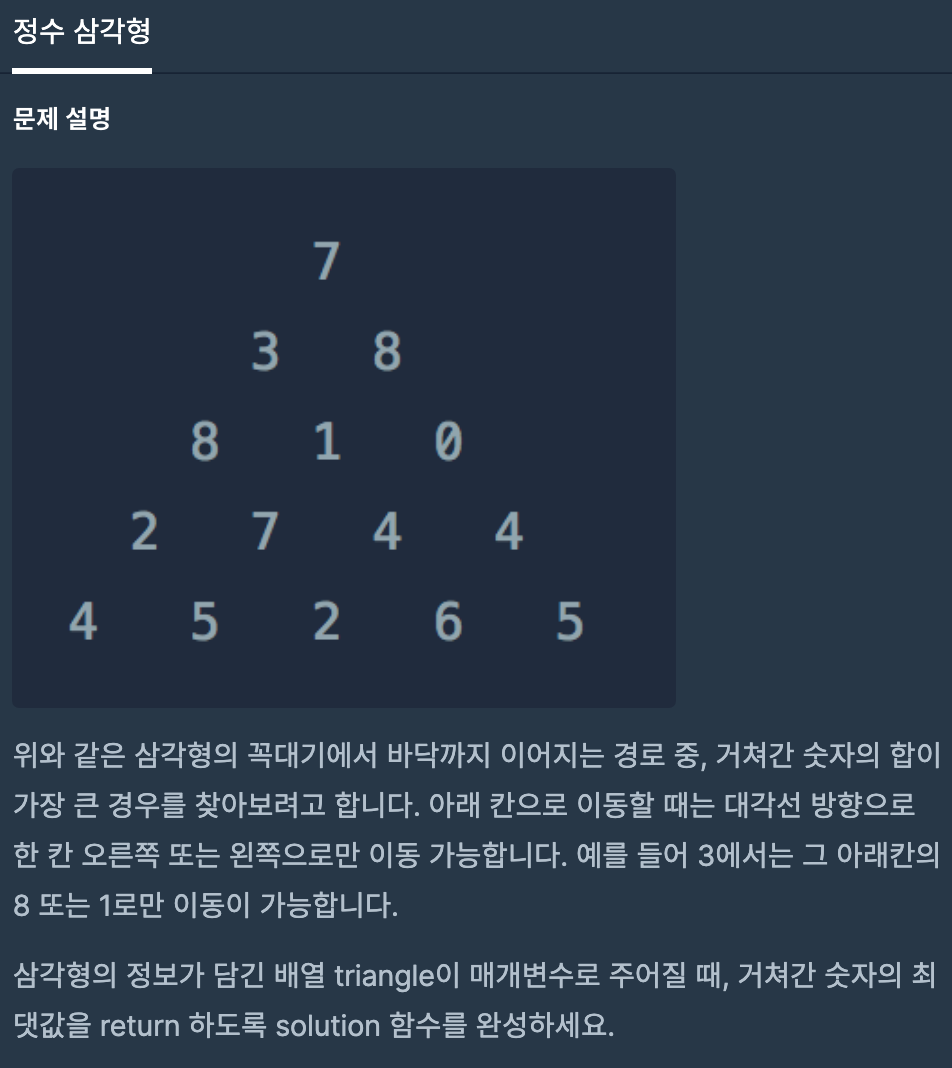 정수 삼각형
문제 설명
7
3 8
8 1 0
2 7 4 4
4 5 2 6 5
위와 같은 삼각형의 꼭대기에서 바닥까지 이어지는 경로 중, 거쳐간 숫자의 합이
가장 큰 경우를 찾아보려고 합니다. 아래 칸으로 이동할 때는 대각선 방향으로
한 칸 오른쪽 또는 왼쪽으로만 이동 가능합니다. 예를 들어 3에서는 그 아래칸의
8 또는 1로만 이동이 가능합니다.
삼각형의 정보가 담긴 배열 triangle이 매개변수로 주어질 때, 거쳐간 숫자의 최
댓값을 return 하도록 solution 함수를 완성하세요.